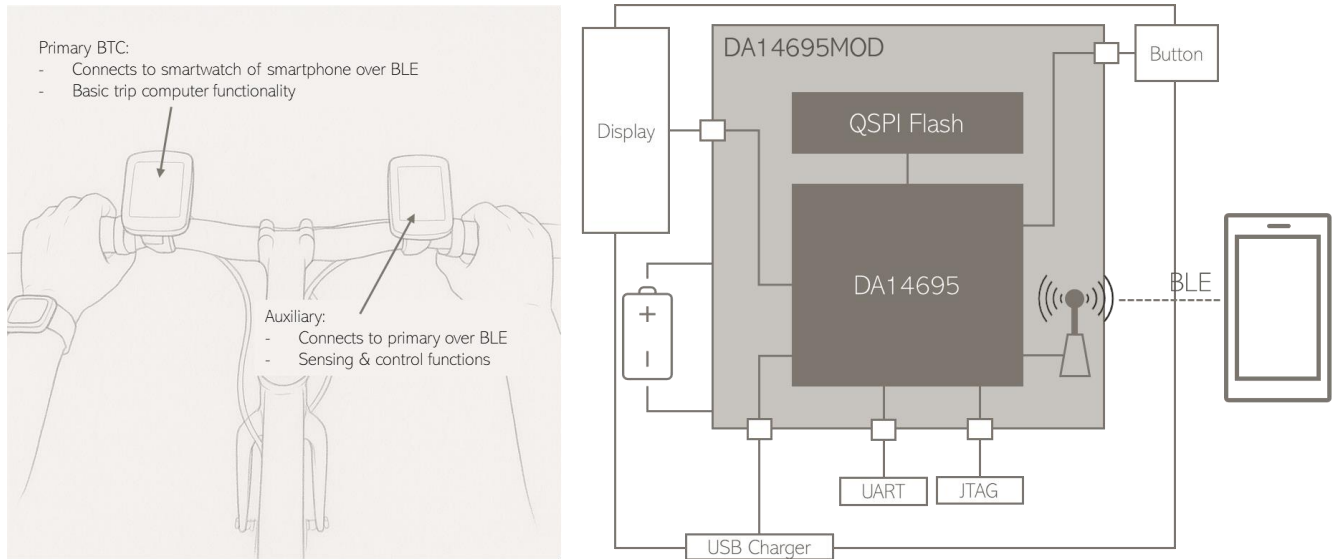 Primary BTC:
- Connects to smartwatch of smartphone over BLE
- Basic trip computer functionality
Auxiliary:
- Connects to primary over BLE
- Sensing & control functions
DA14695MOD
Button
QSPI Flash
Display
DA14695
BLE
+
–
UART
JTAG
USB Charger